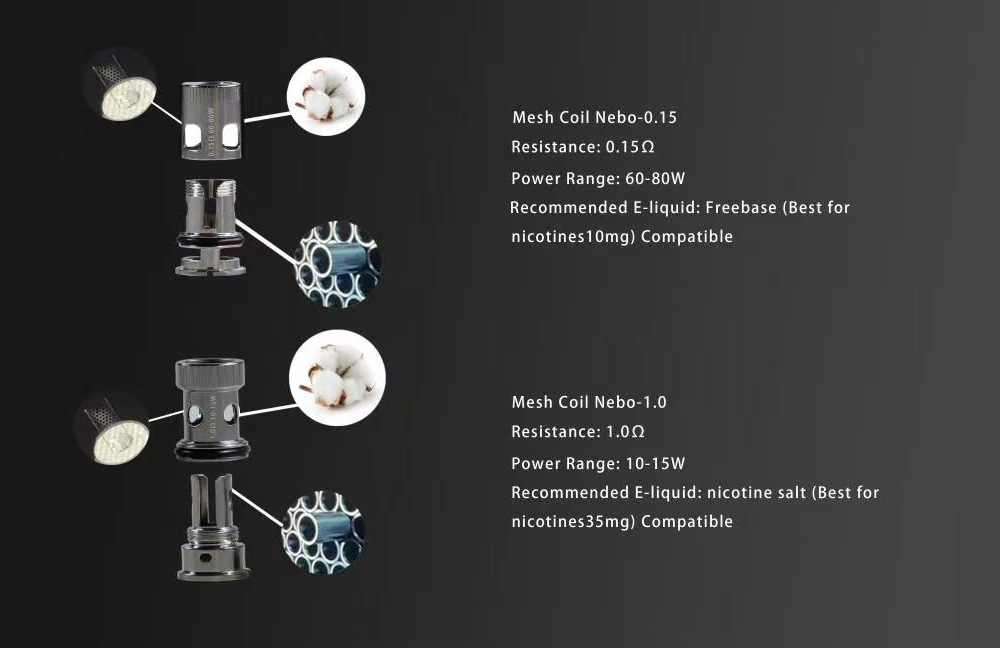 Mesh Coil Nebo-0.15
Resistance: 0.15Ω
Power Range: 60-80W
Recommended E-liquid: Freebase (Best for
nicotines10mg) Compatible
0.15Ω 60-80W
Mesh Coil Nebo-1.0
Resistance: 1.0Ω
Power Range: 10-15W
Recommended E-liquid: nicotine salt (Best for
nicotines35mg) Compatible
1.0Ω 10-15W